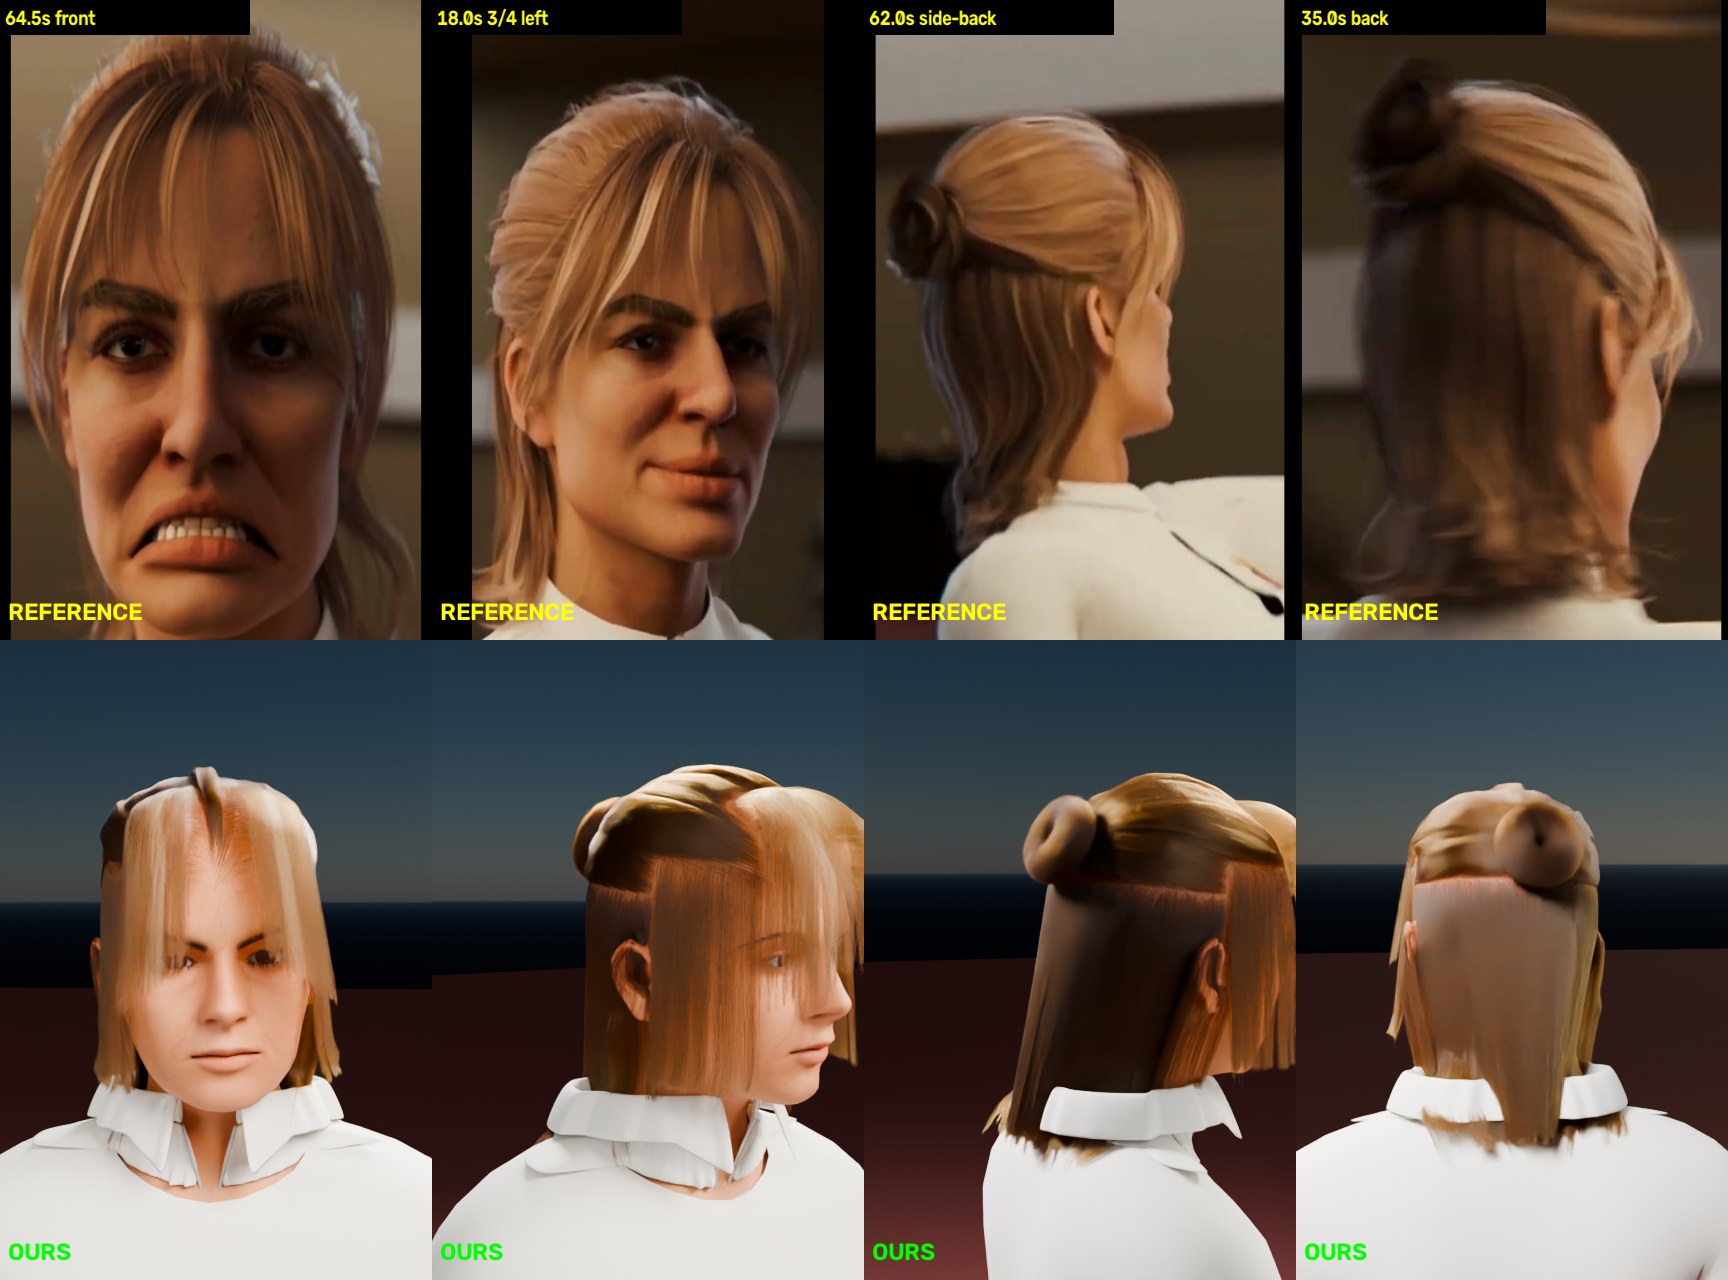 64.5s front
18.0s 3/4 left
62.0s side-back
35.0s back
REFERENCE
REFERENCE
REFERENCE
REFERENCE
OURS
OURS
OURS
OURS